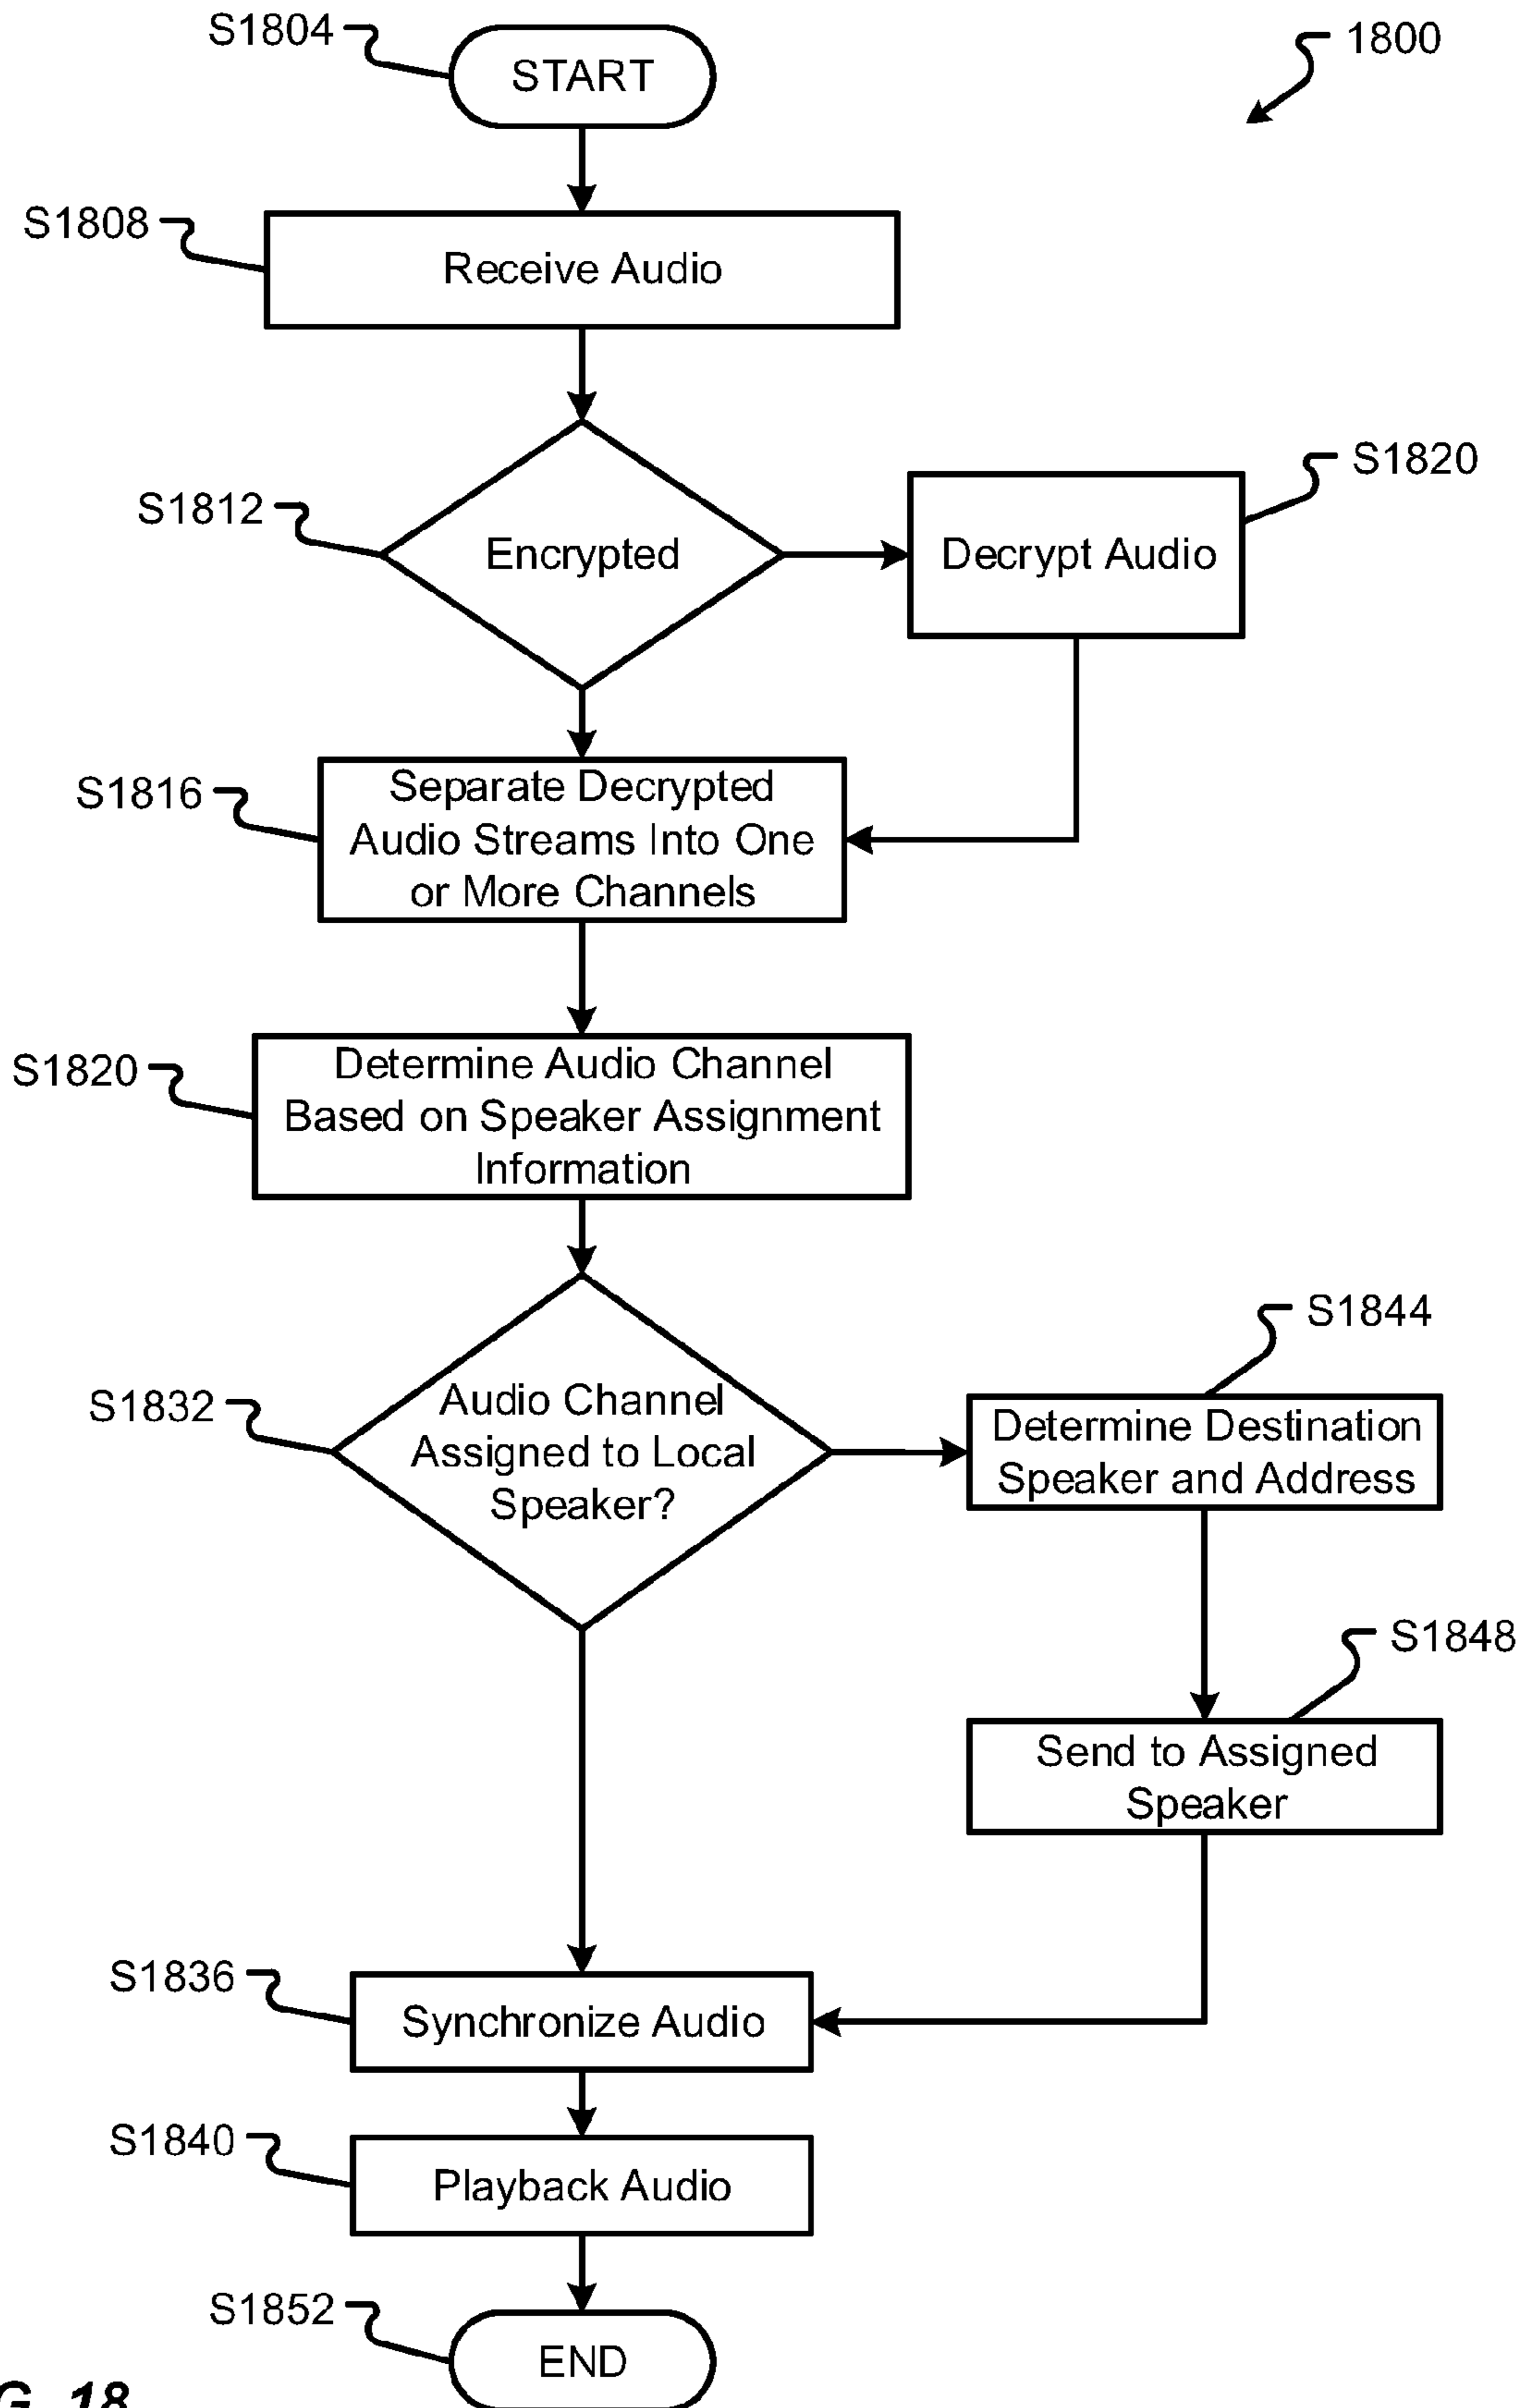 S1804
START
1800
S1808
Receive Audio
S1812
Encrypted
S1820
Decrypt Audio
S1816
Separate Decrypted
Audio Streams Into One
or More Channels
S1820
Determine Audio Channel
Based on Speaker Assignment
Information
S1832
Audio Channel
Assigned to Local
Speaker?
S1844
Determine Destination
Speaker and Address
S1848
Send to Assigned
Speaker
S1836
Synchronize Audio
S1840
Playback Audio
S1852
END
G. 18